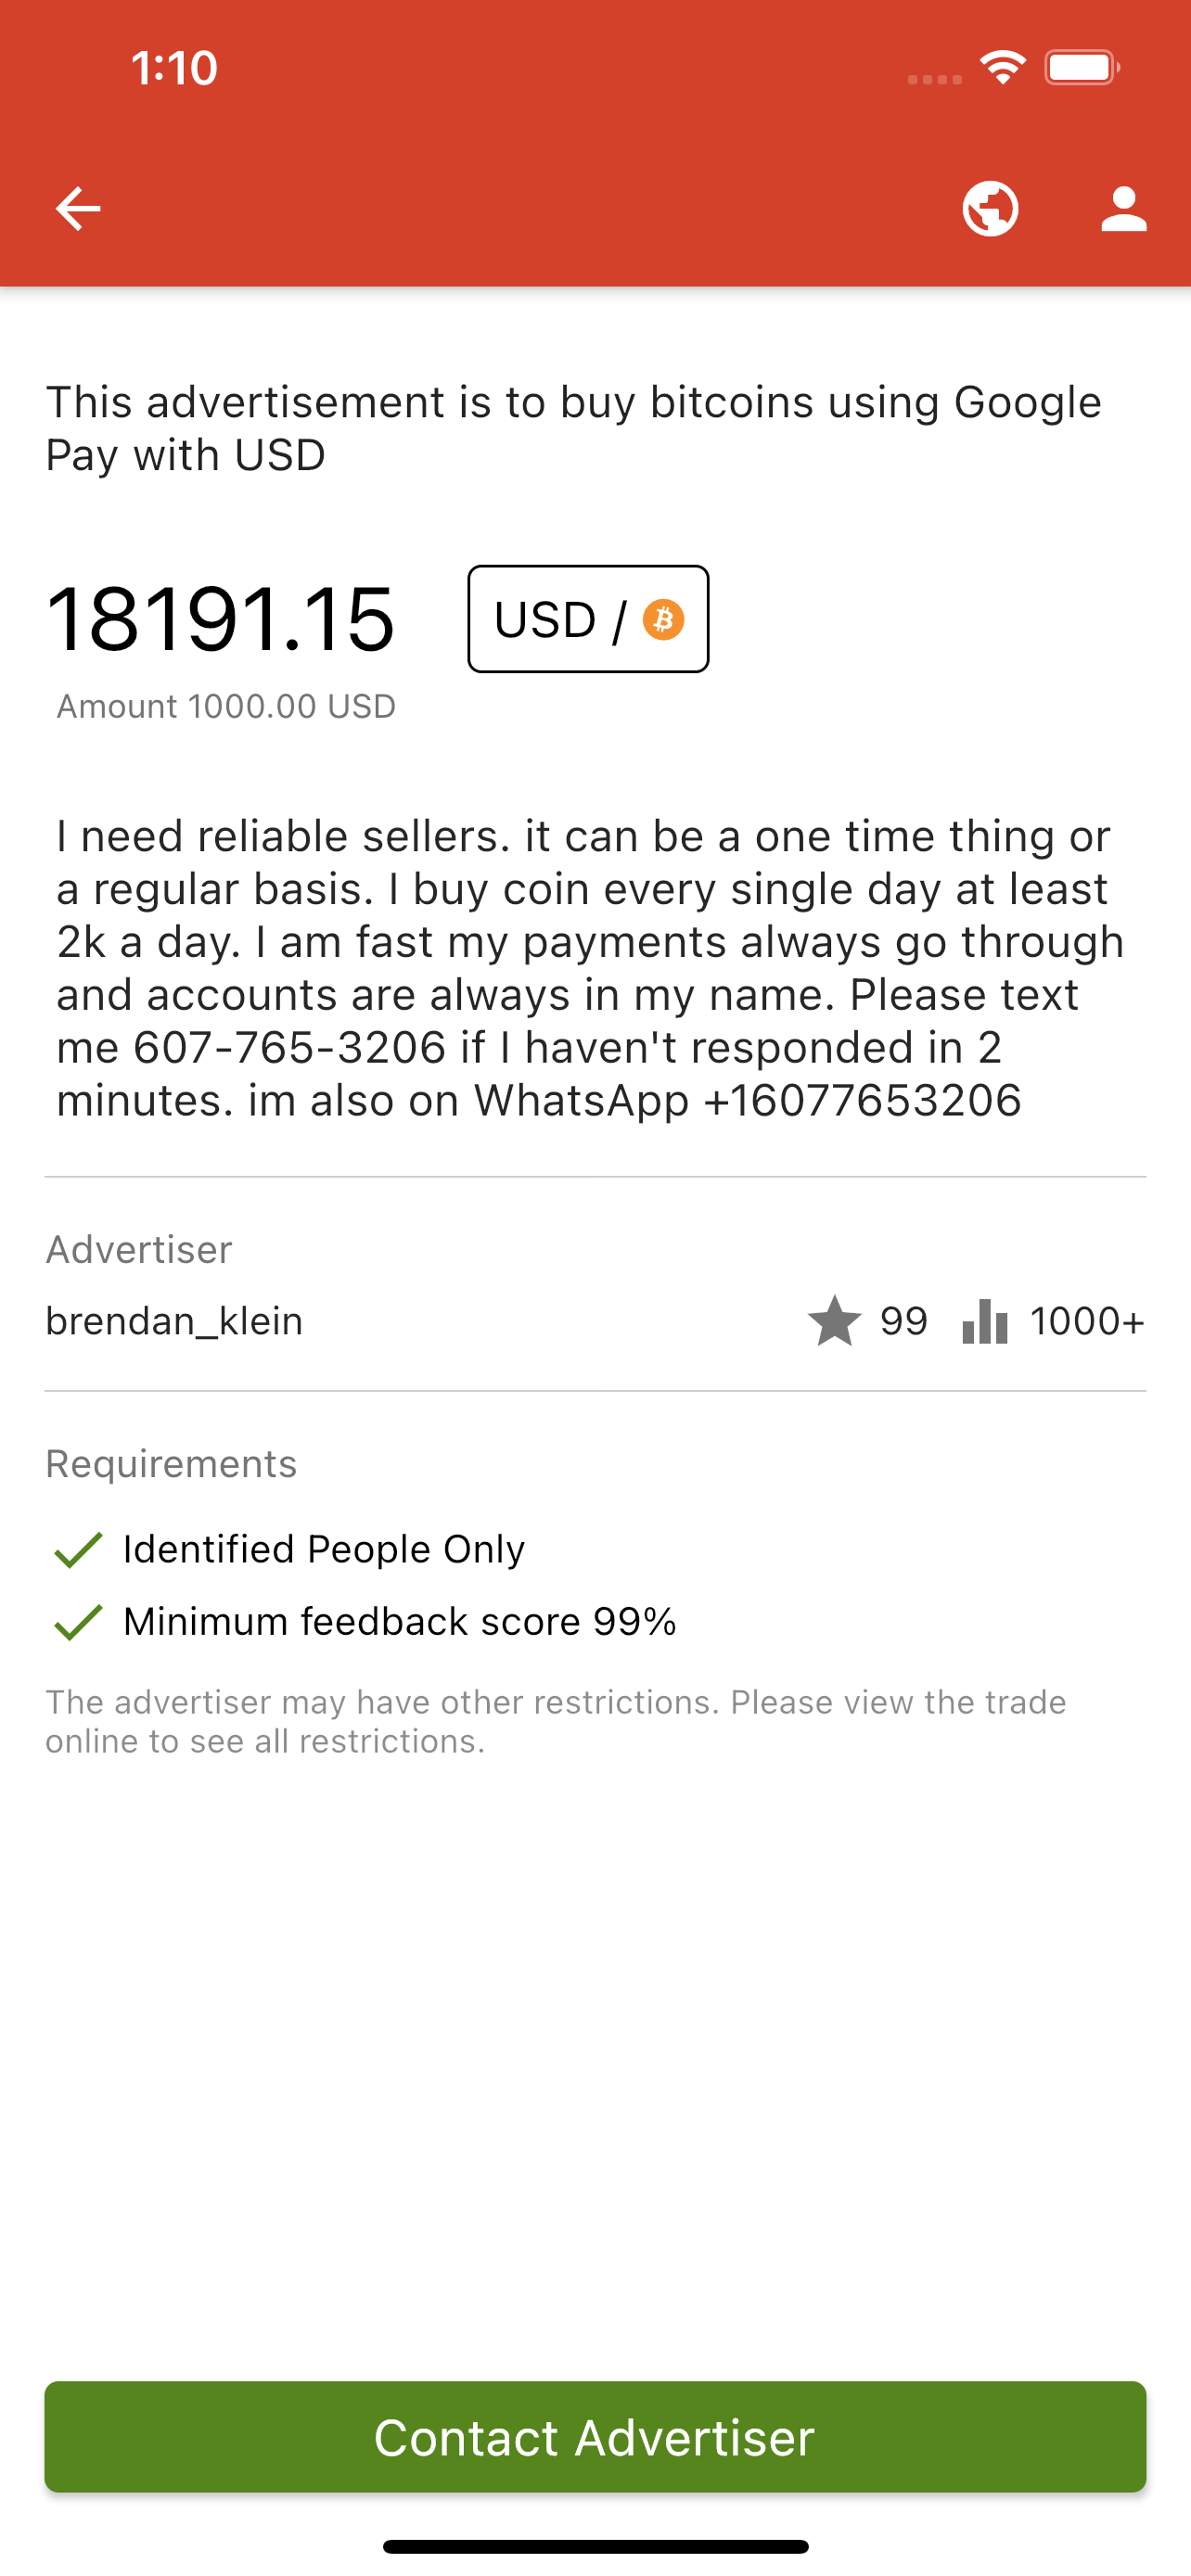 1:10
This advertisement is to buy bitcoins using Google
Pay with USD
18191.15
USD /
Amount 1000.00 USD
I need reliable sellers. it can be a one time thing or
a regular basis. I buy coin every single day at least
2k a day. I am fast my payments always go through
and accounts are always in my name. Please text
me 607-765-3206 if I haven't responded in 2
minutes. im also on WhatsApp +16077653206
Advertiser
brendan_klein 99 1000+
Requirements
Identified People Only
Minimum feedback score 99%
The advertiser may have other restrictions. Please view the trade
online to see all restrictions.
Contact Advertiser